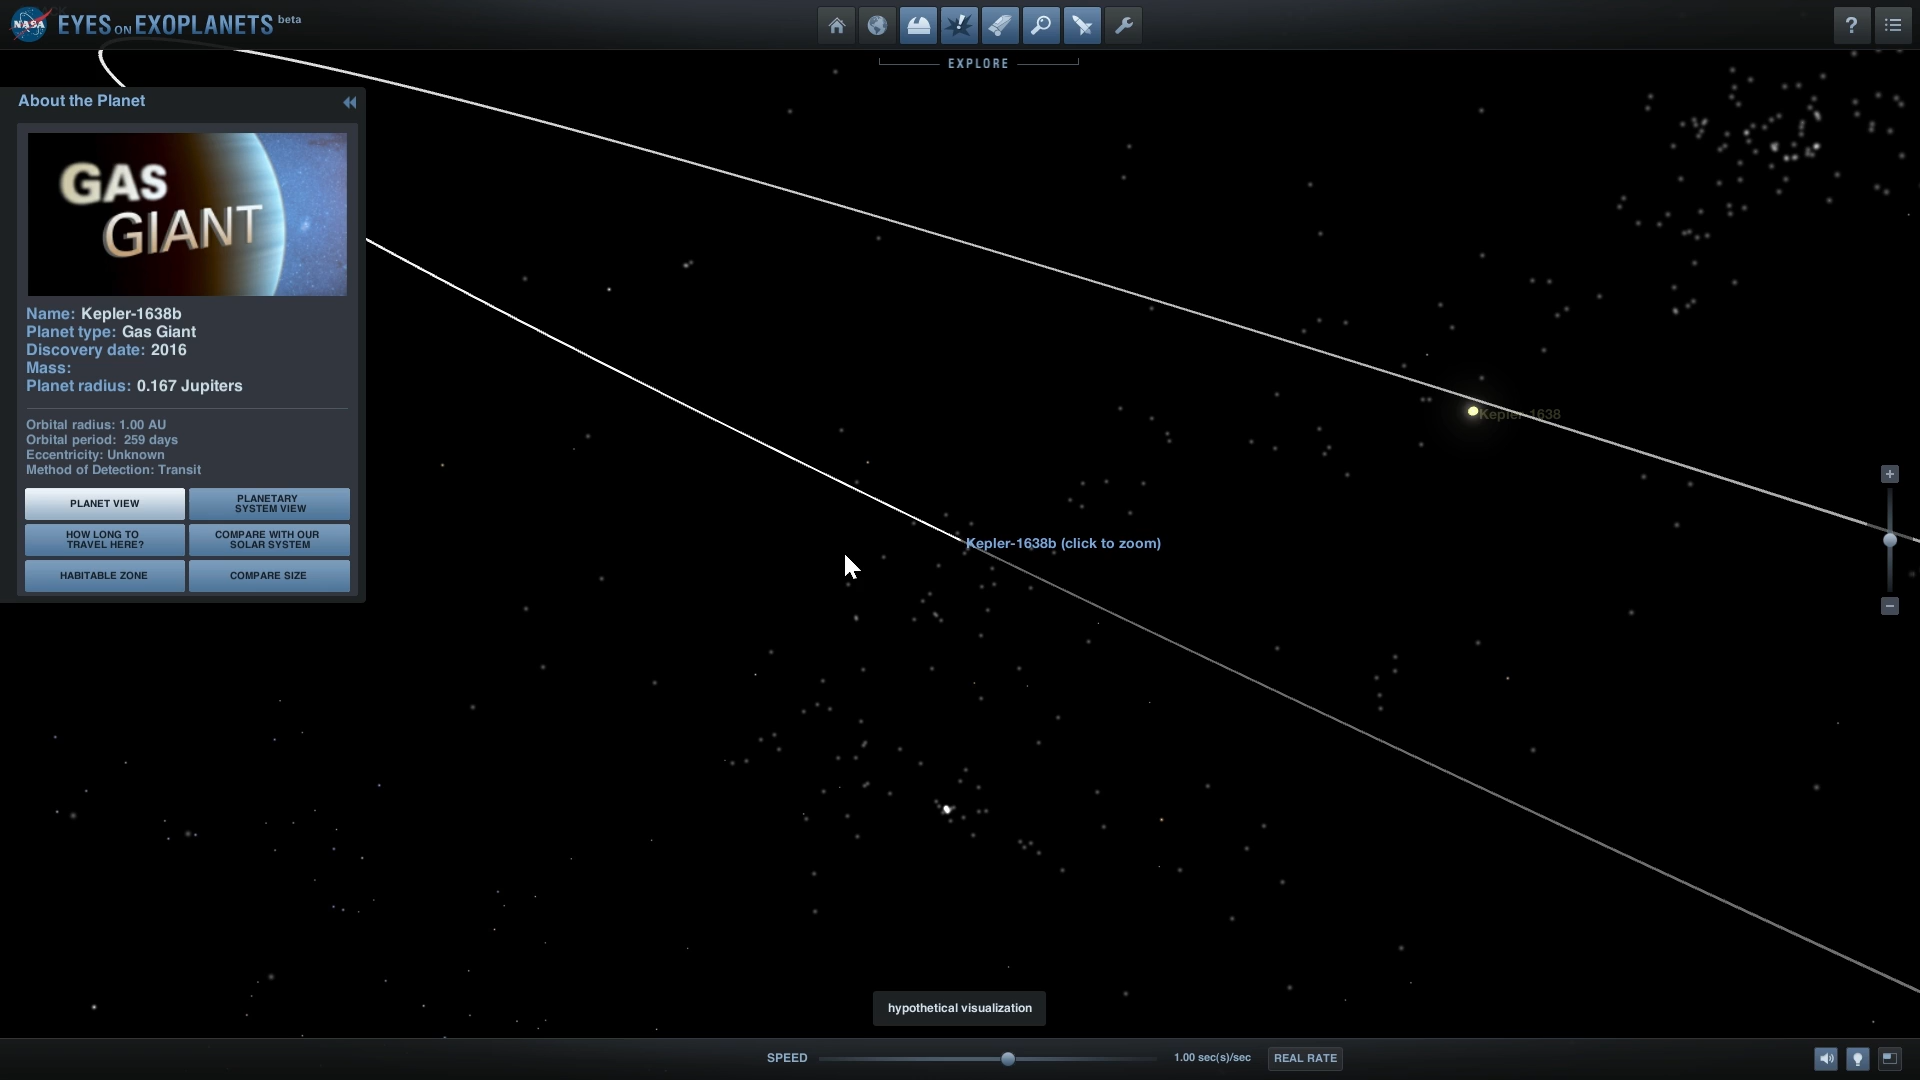 NASA
EYES ON EXOPLANETS beta
?
EXPLORE
About the Planet
GAS
GIANT
Name: Kepler-1638b
Planet type: Gas Giant
Discovery date: 2016
Mass:
Planet radius: 0.167 Jupiters
Orbital radius: 1.00 AU
Orbital period: 259 days
Eccentricity: Unknown
Method of Detection: Transit
PLANET VIEW
PLANETARY
SYSTEM VIEW
HOW LONG TO
TRAVEL HERE?
COMPARE WITH OUR
SOLAR SYSTEM
HABITABLE ZONE
COMPARE SIZE
Kepler-1638
Kepler-1638b (click to zoom)
+
−
hypothetical visualization
SPEED
1.00 sec(s)/sec
REAL RATE